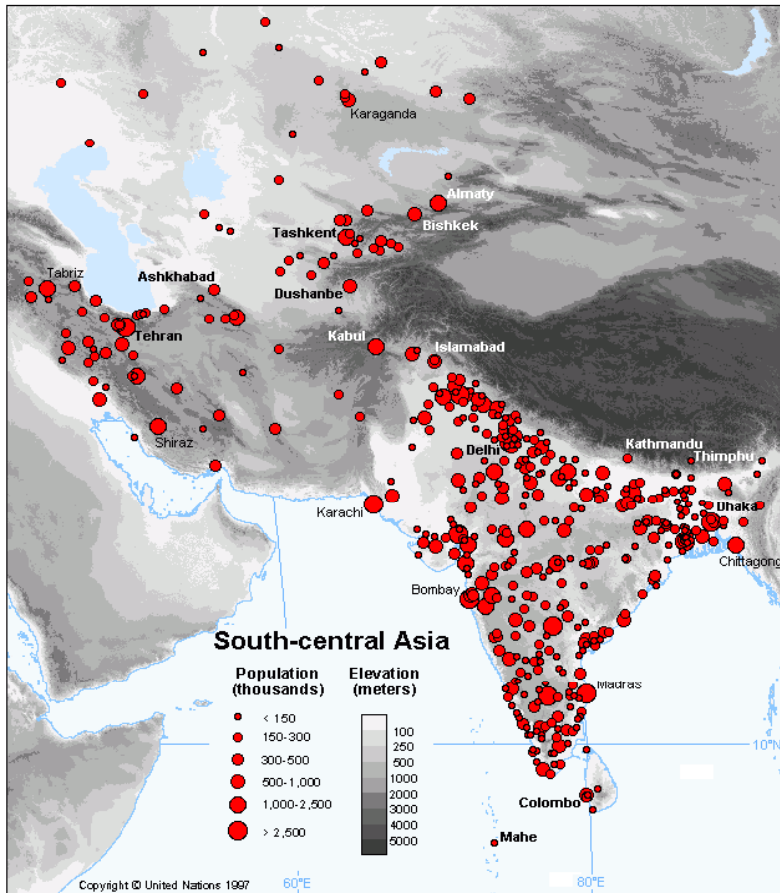 Karaganda
Almaty
Tashkent
Bishkek
Tabriz
Ashkhabad
Dushanbe
Tehran
Kabul
Islamabad
Shiraz
Delhi
Kathmandu
Thimphu
Karachi
Dhaka
Chittagong
Bombay
South-central Asia
Population
(thousands)
< 150
150-300
300-500
500-1,000
1,000-2,500
> 2,500
Elevation
(meters)
100
250
500
1000
2000
3000
4000
5000
Madras
10°N
Colombo
Mahe
60°E
80°E
Copyright © United Nations 1997